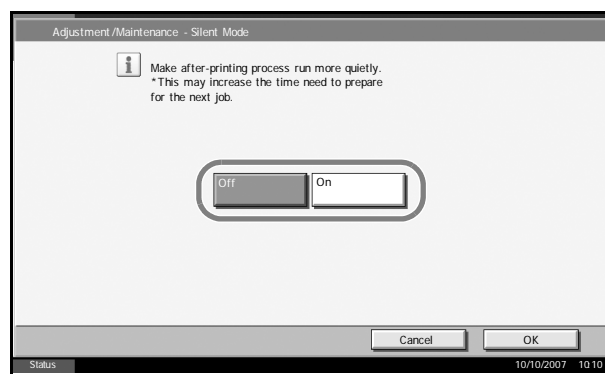 Adjustment/Maintenance - Silent Mode
Make after-printing process run more quietly.
*This may increase the time need to prepare
for the next job.
Off On
Cancel OK
Status 10/10/2007 10:10